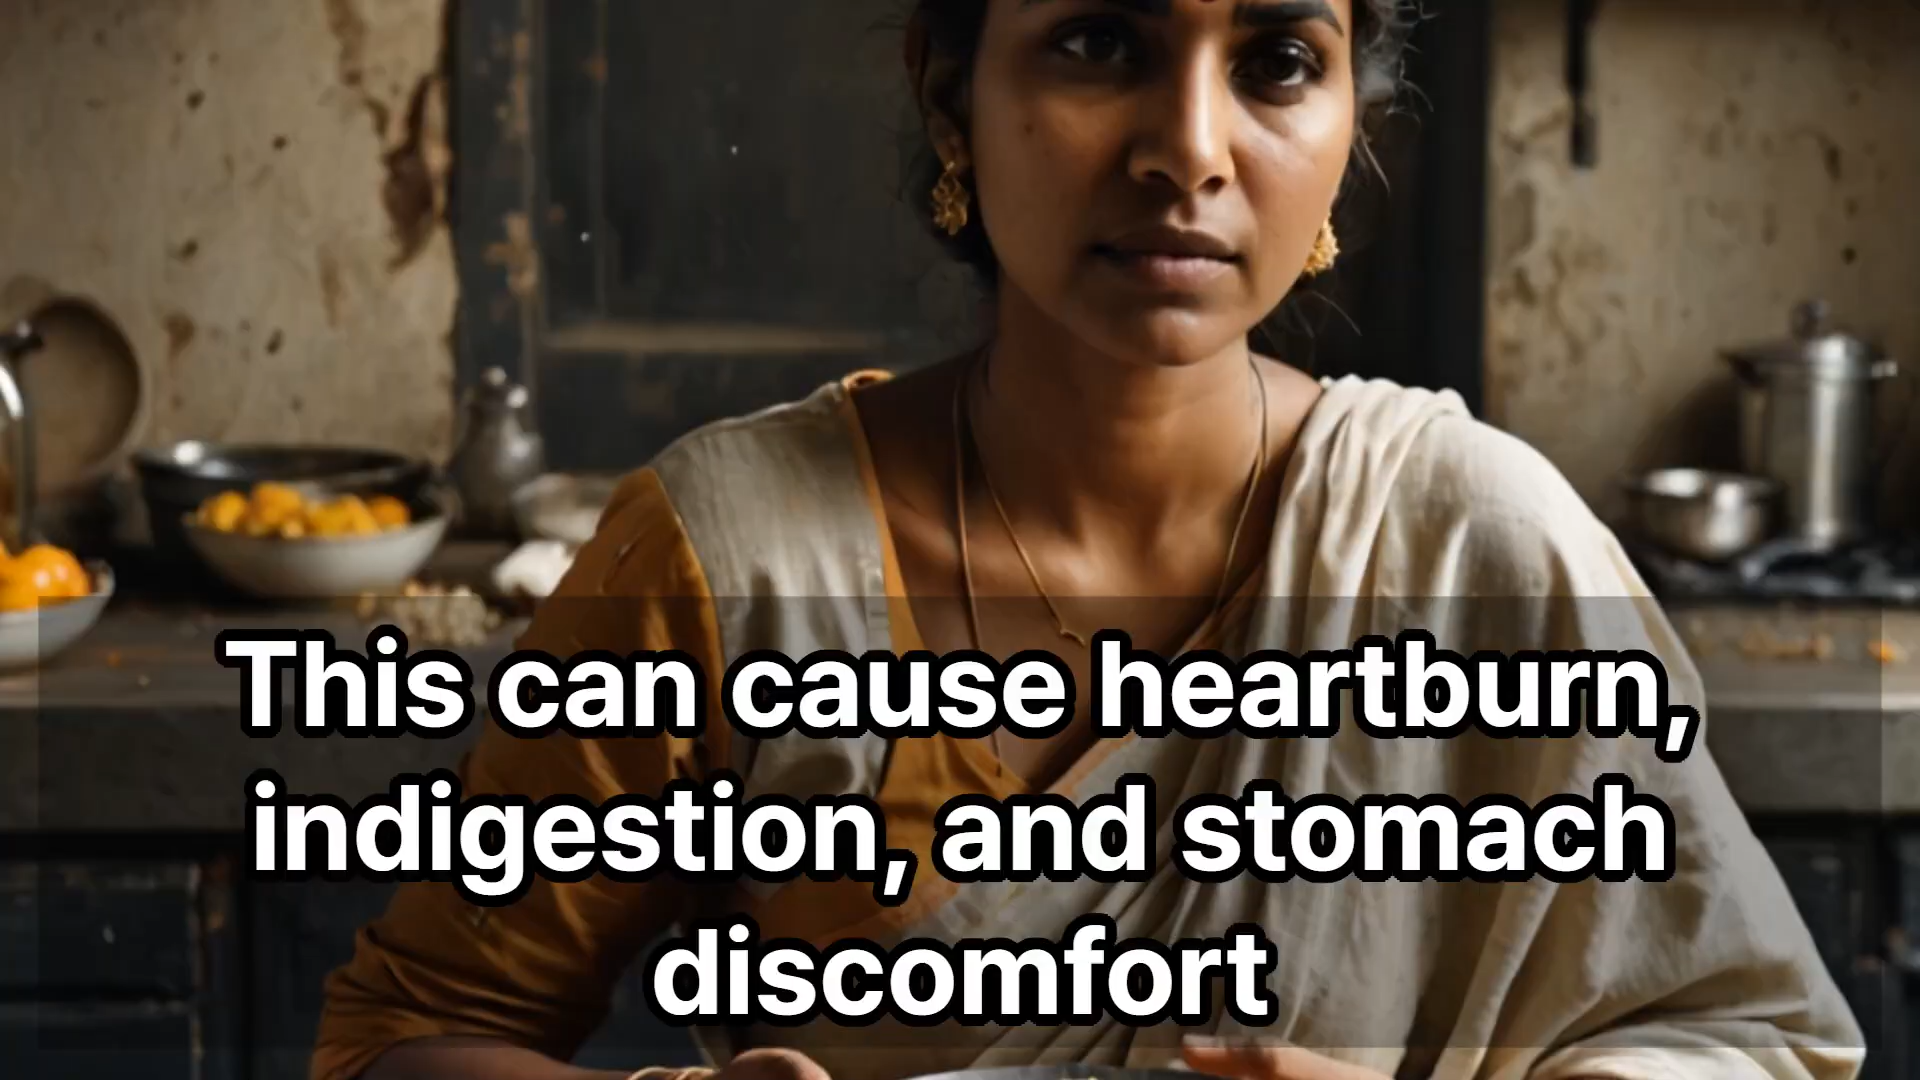 This can cause heartburn,
indigestion, and stomach
discomfort